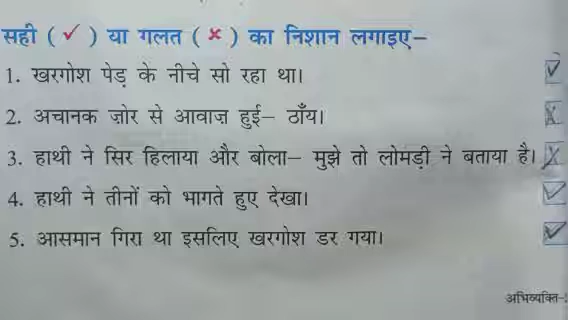 सही ( ✓ ) या गलत ( × ) का निशान लगाइए–
1. खरगोश पेड़ के नीचे सो रहा था। ✓
2. अचानक ज़ोर से आवाज़ हुई– ठाँय। ×
3. हाथी ने सिर हिलाया और बोला– मुझे तो लोमड़ी ने बताया है। ×
4. हाथी ने तीनों को भागते हुए देखा। ✓
5. आसमान गिरा था इसलिए खरगोश डर गया। ✓
अभिव्यक्ति-